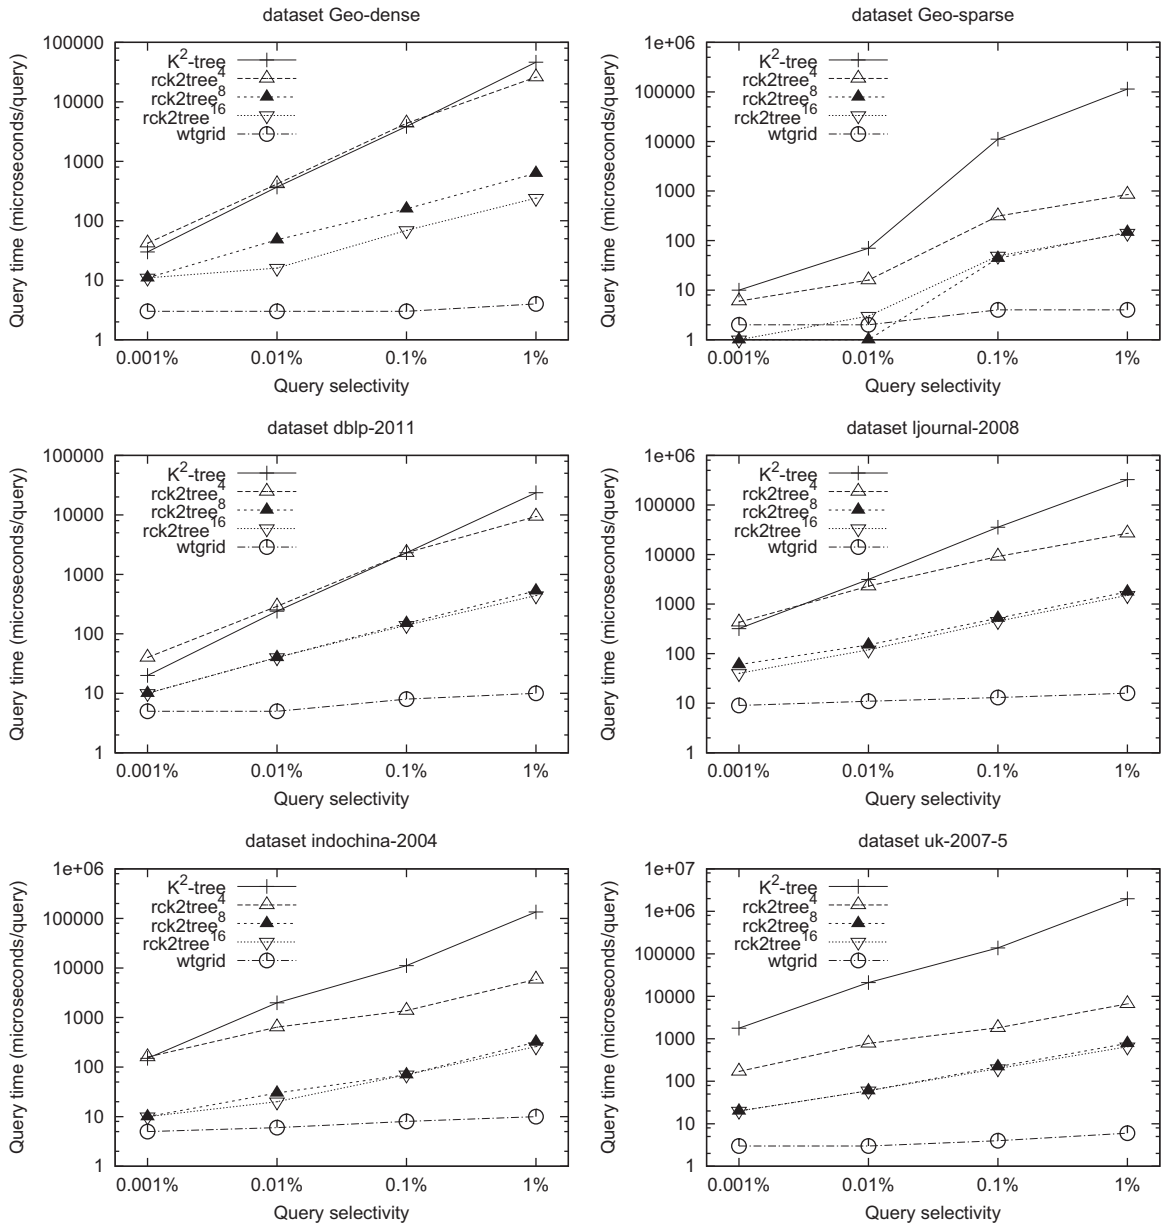 dataset Geo-dense
Query time (microseconds/query)
100000
10000
1000
100
10
1
K2-tree
rck2tree4
rck2tree8
rck2tree16
wtgrid
0.001% 0.01% 0.1% 1%
Query selectivity
dataset Geo-sparse
Query time (microseconds/query)
1e+06
100000
10000
1000
100
10
1
K2-tree
rck2tree4
rck2tree8
rck2tree16
wtgrid
0.001% 0.01% 0.1% 1%
Query selectivity
dataset dblp-2011
Query time (microseconds/query)
100000
10000
1000
100
10
1
K2-tree
rck2tree4
rck2tree8
rck2tree16
wtgrid
0.001% 0.01% 0.1% 1%
Query selectivity
dataset ljournal-2008
Query time (microseconds/query)
1e+06
100000
10000
1000
100
10
1
K2-tree
rck2tree4
rck2tree8
rck2tree16
wtgrid
0.001% 0.01% 0.1% 1%
Query selectivity
dataset indochina-2004
Query time (microseconds/query)
1e+06
100000
10000
1000
100
10
1
K2-tree
rck2tree4
rck2tree8
rck2tree16
wtgrid
0.001% 0.01% 0.1% 1%
Query selectivity
dataset uk-2007-5
Query time (microseconds/query)
1e+07
1e+06
100000
10000
1000
100
10
1
K2-tree
rck2tree4
rck2tree8
rck2tree16
wtgrid
0.001% 0.01% 0.1% 1%
Query selectivity